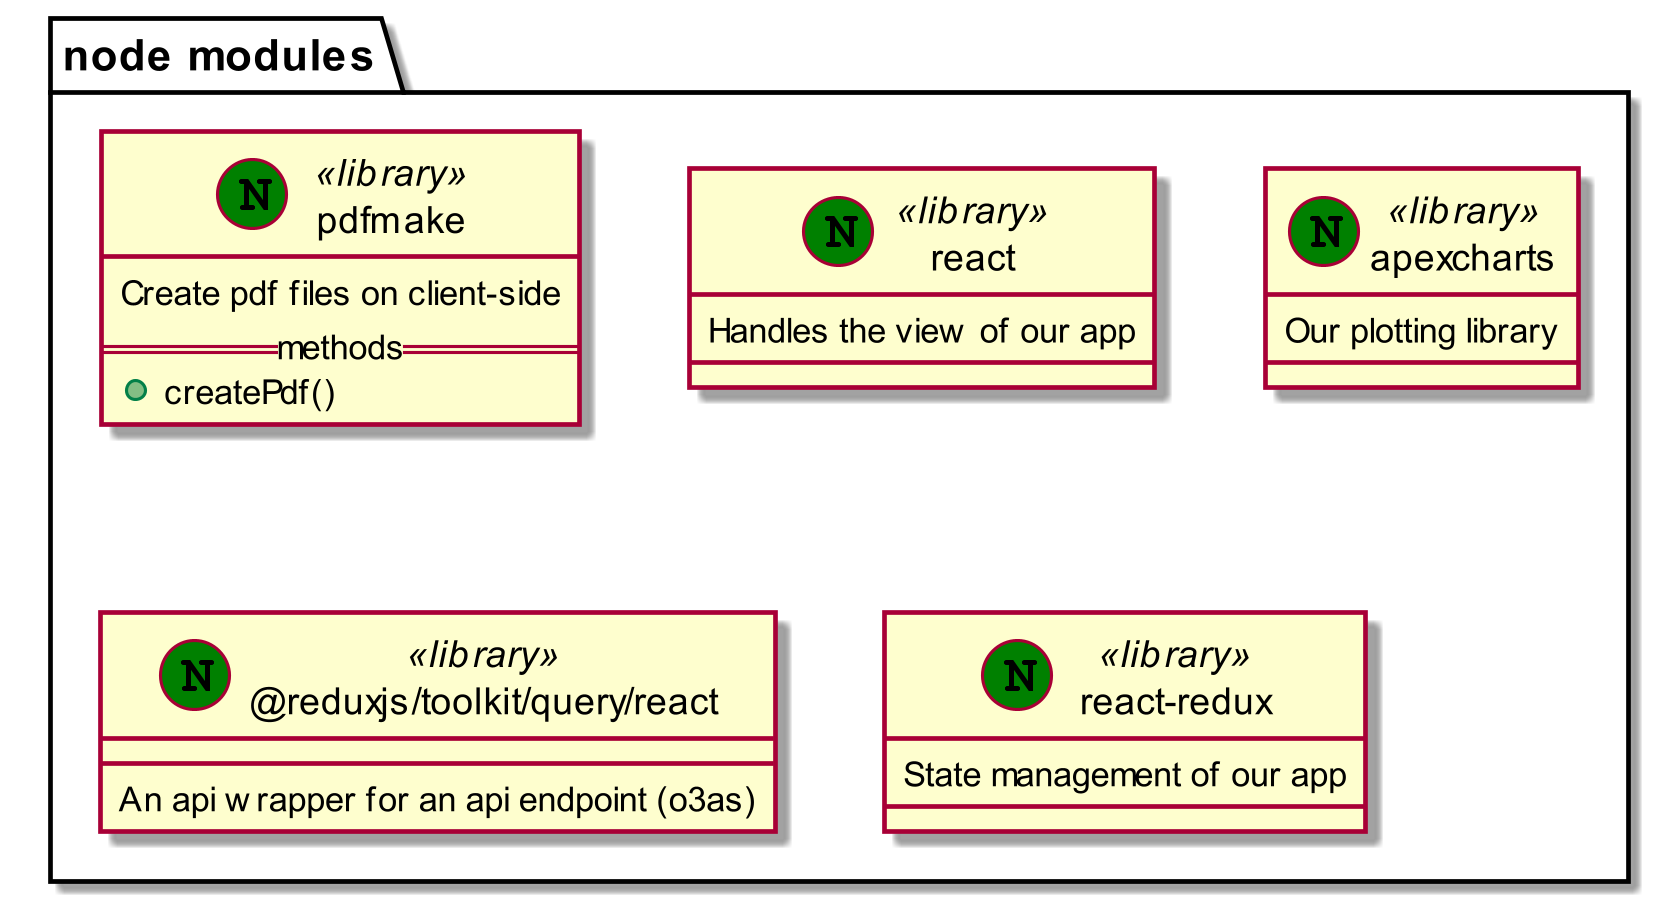 node modules
N
«library»
pdfmake
Create pdf files on client-side
methods
createPdf()
N
«library»
react
Handles the view of our app
N
«library»
apexcharts
Our plotting library
N
«library»
@reduxjs/toolkit/query/react
An api wrapper for an api endpoint (o3as)
N
«library»
react-redux
State management of our app